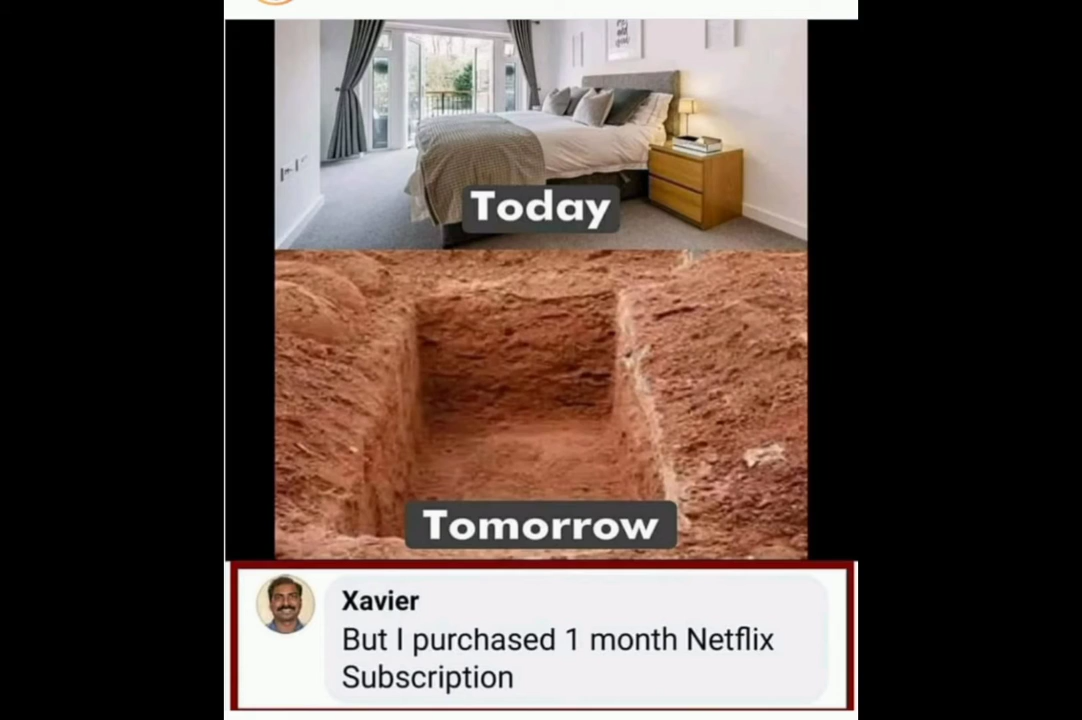 Today
Tomorrow
Xavier
But I purchased 1 month Netflix
Subscription